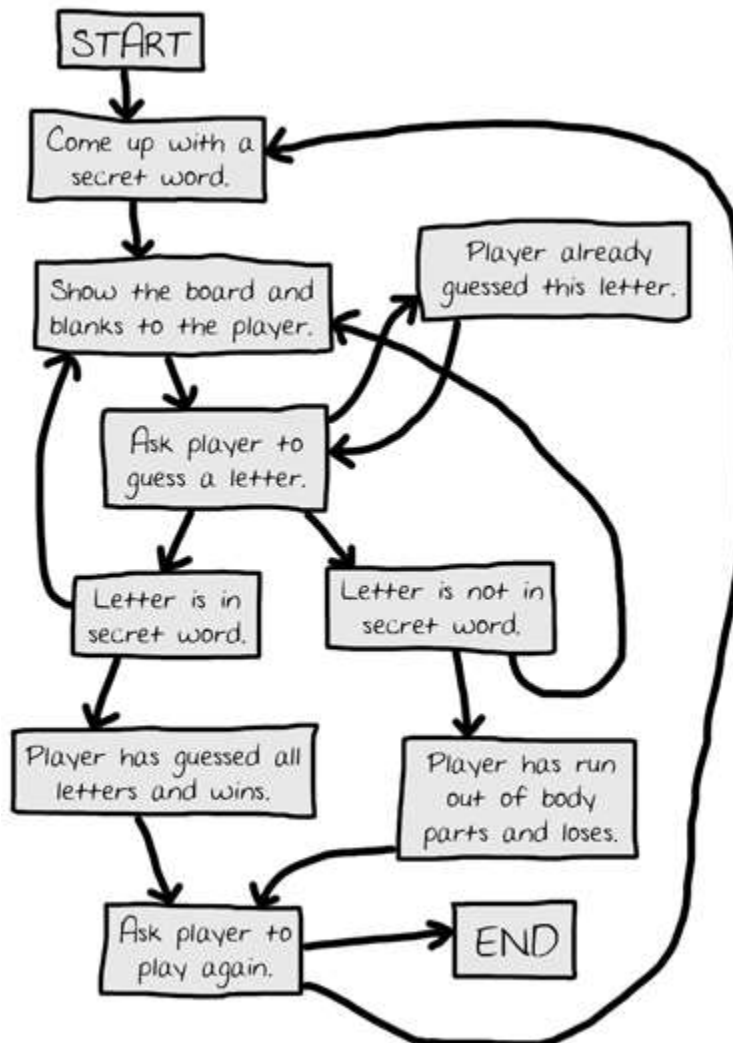 START
Come up with a
secret word.
Player already
guessed this letter.
Show the board and
blanks to the player.
Ask player to
guess a letter.
Letter is in
secret word.
Letter is not in
secret word.
Player has guessed all
letters and wins.
Player has run
out of body
parts and loses.
Ask player to
play again.
END